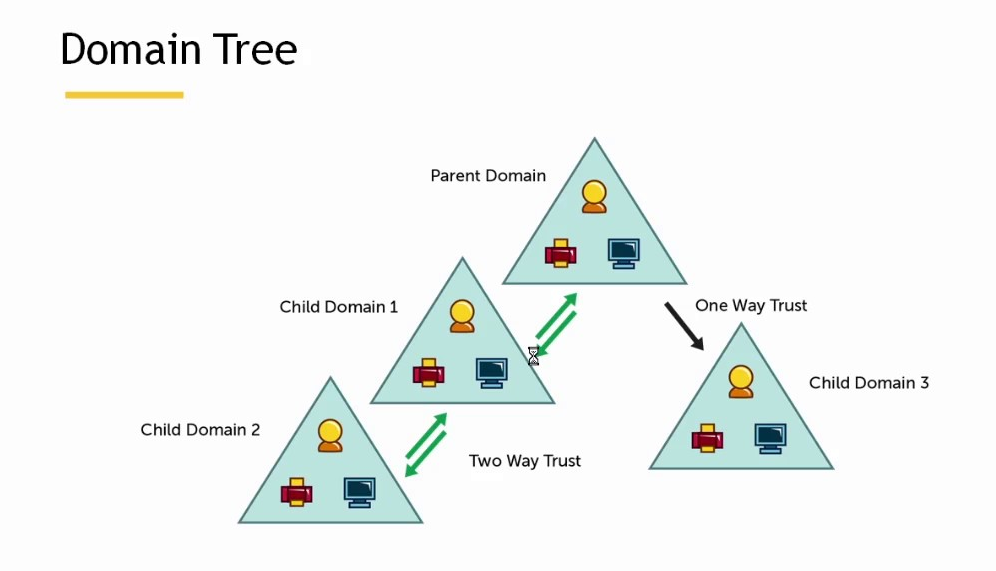 Domain Tree
Parent Domain
Child Domain 1
One Way Trust
Child Domain 3
Child Domain 2
Two Way Trust